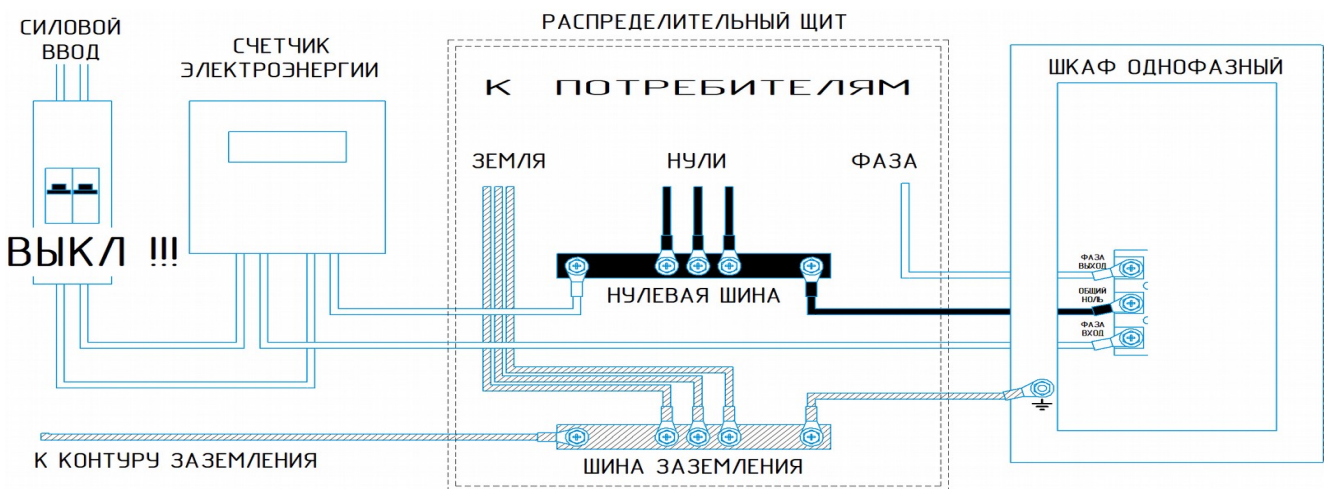 РАСПРЕДЕЛИТЕЛЬНЫЙ ЩИТ
СИЛОВОЙ
ВВОД
СЧЕТЧИК
ЭЛЕКТРОЭНЕРГИИ
К ПОТРЕБИТЕЛЯМ
ШКАФ ОДНОФАЗНЫЙ
ЗЕМЛЯ
НУЛИ
ФАЗА
ВЫКЛ !!!
ФАЗА
ВЫХОД
НУЛЕВАЯ ШИНА
ОБЩИЙ
НОЛЬ
ФАЗА
ВХОД
К КОНТУРУ ЗАЗЕМЛЕНИЯ
ШИНА ЗАЗЕМЛЕНИЯ